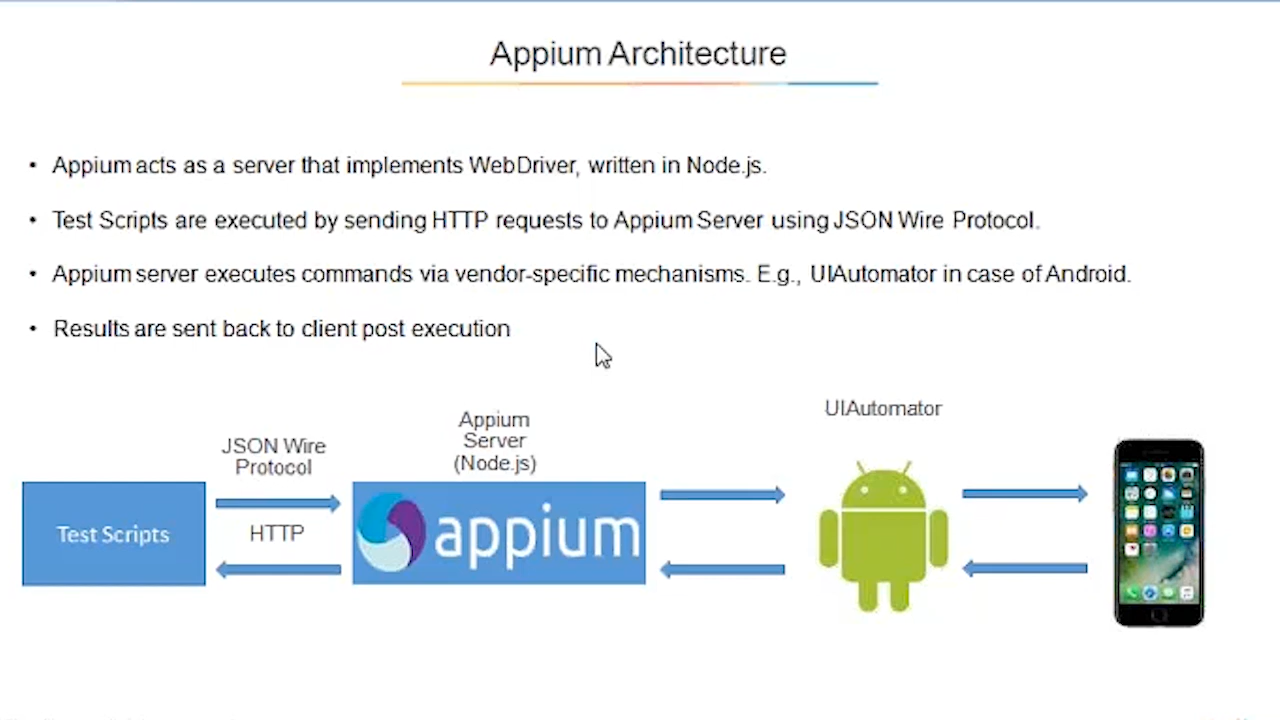 Appium Architecture
• Appium acts as a server that implements WebDriver, written in Node.js.
• Test Scripts are executed by sending HTTP requests to Appium Server using JSON Wire Protocol.
• Appium server executes commands via vendor-specific mechanisms. E.g., UIAutomator in case of Android.
• Results are sent back to client post execution
JSON Wire
Protocol
HTTP
Test Scripts
Appium
Server
(Node.js)
appium
UIAutomator